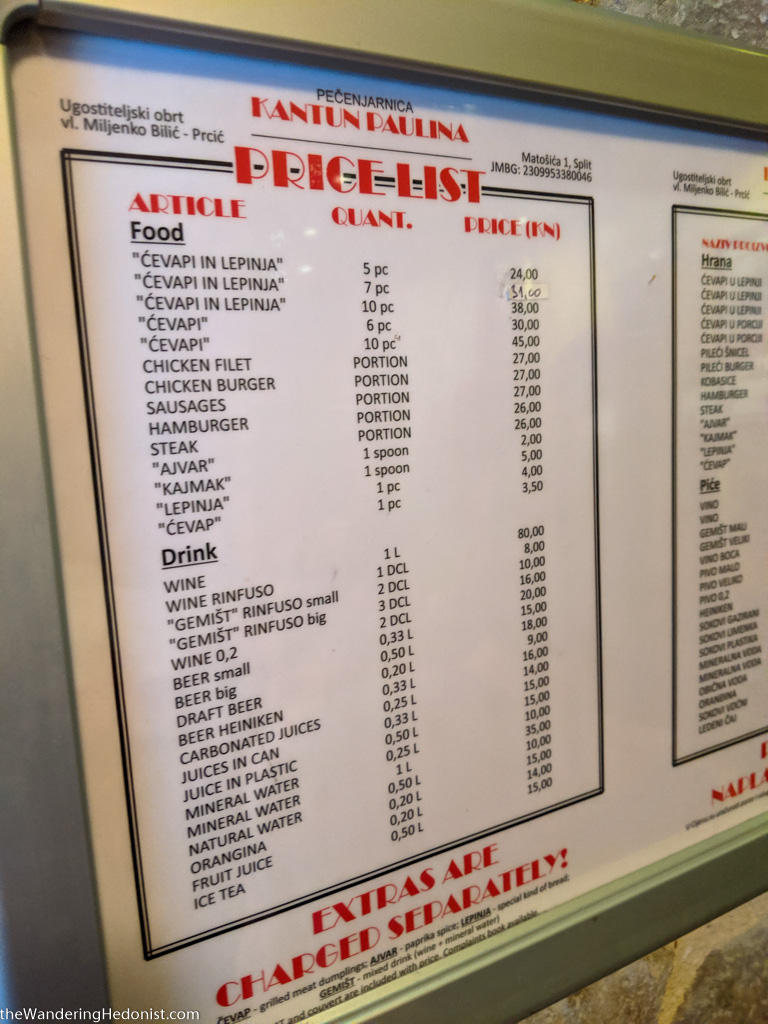 PEČENJARNICA
KANTUN PAULINA
Ugostiteljski obrt
vl. Miljenko Bilić - Prcić
Matošića 1, Split
JMBG: 2309953380046
PRICE LIST
ARTICLE QUANT. PRICE (KN)
Food
"ĆEVAPI IN LEPINJA" 5 pc 24,00
"ĆEVAPI IN LEPINJA" 7 pc 31,00
"ĆEVAPI IN LEPINJA" 10 pc 38,00
"ĆEVAPI" 6 pc 30,00
"ĆEVAPI" 10 pc 45,00
CHICKEN FILET PORTION 27,00
CHICKEN BURGER PORTION 27,00
SAUSAGES PORTION 27,00
HAMBURGER PORTION 26,00
STEAK PORTION 26,00
"AJVAR" 1 spoon 2,00
"KAJMAK" 1 spoon 5,00
"LEPINJA" 1 pc 4,00
"ĆEVAP" 1 pc 3,50
Drink
WINE 1 L 80,00
WINE RINFUSO 1 DCL 8,00
"GEMIŠT" RINFUSO small 2 DCL 10,00
"GEMIŠT" RINFUSO big 3 DCL 16,00
WINE 0,2 2 DCL 20,00
BEER small 0,33 L 15,00
BEER big 0,50 L 18,00
DRAFT BEER 0,20 L 9,00
BEER HEINIKEN 0,33 L 16,00
CARBONATED JUICES 0,25 L 14,00
JUICES IN CAN 0,33 L 15,00
JUICE IN PLASTIC 0,50 L 15,00
MINERAL WATER 0,25 L 10,00
MINERAL WATER 1 L 35,00
NATURAL WATER 0,50 L 10,00
ORANGINA 0,20 L 15,00
FRUIT JUICE 0,20 L 14,00
ICE TEA 0,50 L 15,00
EXTRAS ARE
CHARGED SEPARATELY!
ĆEVAP - grilled meat dumplings; AJVAR - paprika spice; LEPINJA - special kind of bread;
GEMIŠT - mixed drink (wine + mineral water)
and couvert are included with price. Complaints book available.
Ugostiteljski obrt
vl. Miljenko Bilić - Prcić
NAZIV
Hrana
ĆEVAPI U LEPINJI
ĆEVAPI U LEPINJI
ĆEVAPI U LEPINJI
ĆEVAPI U PORCIJI
ĆEVAPI U PORCIJI
PILEĆI ŠNICEL
PILEĆI BURGER
KOBASICE
HAMBURGER
STEAK
"AJVAR"
"KAJMAK"
"LEPINJA"
"ĆEVAP"
Piće
VINO
VINO
GEMIŠT MALI
GEMIŠT VELIKI
VINO BOCA
PIVO MALO
PIVO VELIKO
PIVO 0,2
HEINIKEN
SOKOVI GAZIRANI
SOKOVI LIMENKA
SOKOVI PLASTIKA
MINERALNA VODA
MINERALNA VODA
OBIČNA VODA
ORANGINA
SOKOVI VOĆNI
LEDENI ČAJ
theWanderingHedonist.com